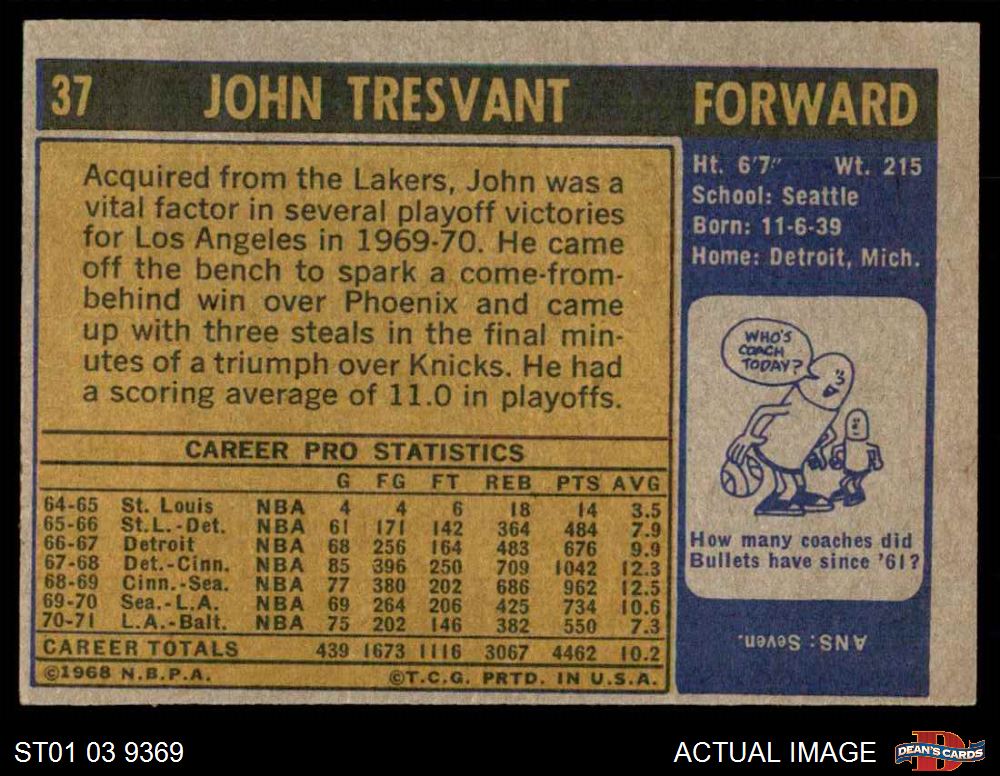 37 JOHN TRESVANT FORWARD
Acquired from the Lakers, John was a
vital factor in several playoff victories
for Los Angeles in 1969-70. He came
off the bench to spark a come-from-
behind win over Phoenix and came
up with three steals in the final min-
utes of a triumph over Knicks. He had
a scoring average of 11.0 in playoffs.
CAREER PRO STATISTICS
G FG FT REB PTS AVG
64-65 St. Louis NBA 4 4 6 18 14 3.5
65-66 St.L.-Det. NBA 61 171 142 364 484 7.9
66-67 Detroit NBA 68 256 164 483 676 9.9
67-68 Det.-Cinn. NBA 85 396 250 709 1042 12.3
68-69 Cinn.-Sea. NBA 77 380 202 686 962 12.5
69-70 Sea.-L.A. NBA 69 264 206 425 734 10.6
70-71 L.A.-Balt. NBA 75 202 146 382 550 7.3
CAREER TOTALS 439 1673 1116 3067 4462 10.2
©1968 N.B.P.A. ©T.C.G. PRTD. IN U.S.A.
Ht. 6'7" Wt. 215
School: Seattle
Born: 11-6-39
Home: Detroit, Mich.
WHO'S
COACH
TODAY?
How many coaches did
Bullets have since '61?
ANS: Seven.
ST01 03 9369
ACTUAL IMAGE
D
DEAN'S CARDS